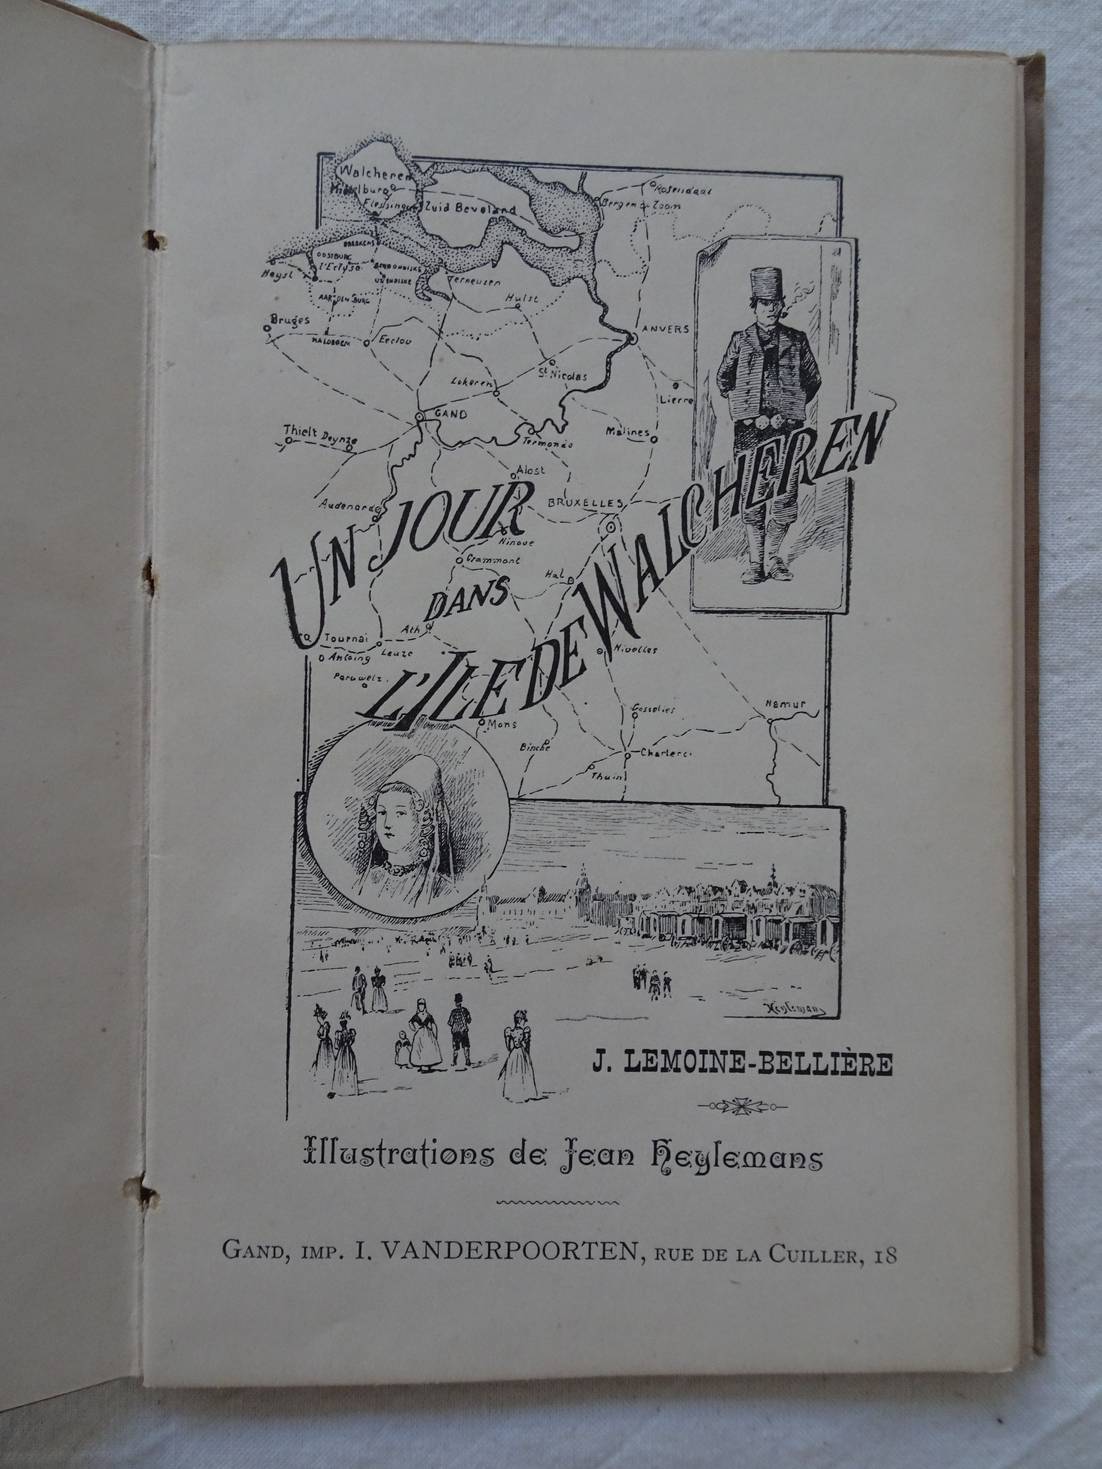 Walcheren
Middelburg
Flessingue
Zuid Beveland
Rosendaal
Bergen o. Zoom
BRESKENS
OOSTBURG
l'Ecluse
Heyst
AARDENBURG
Terneuzen
Hulst
Bruges
MALDEGEM
Eecloo
ANVERS
St Nicolas
Lokeren
Lierre
GAND
Thielt
Deynze
Termonde
Malines
Alost
Audenarde
BRUXELLES
Ninove
Grammont
Hal
UN JOUR
DANS
L'ILE DE WALCHEREN
Tournai
Ath
Antoing
Leuze
Nivelles
Peruwelz
Mons
Gosselies
Namur
Binche
Charleroi
Thuin
Heylemans
J. LEMOINE-BELLIÈRE
Illustrations de Jean Heylemans
GAND, IMP. I. VANDERPOORTEN, RUE DE LA CUILLER, 18